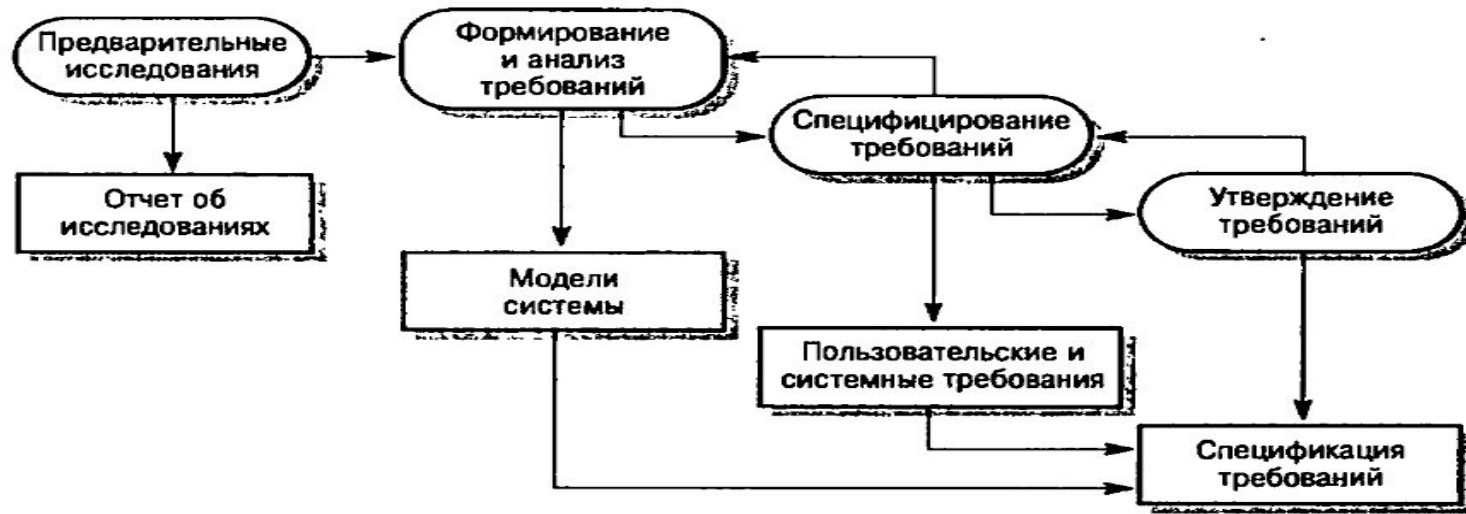 Предварительные
исследования
Формирование
и анализ
требований
Специфицирование
требований
Утверждение
требований
Отчет об
исследованиях
Модели
системы
Пользовательские и
системные требования
Спецификация
требований